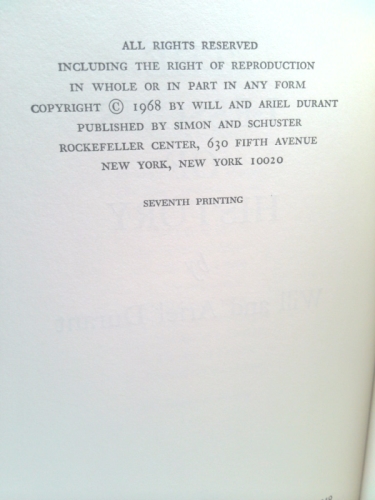 ALL RIGHTS RESERVED
INCLUDING THE RIGHT OF REPRODUCTION
IN WHOLE OR IN PART IN ANY FORM
COPYRIGHT © 1968 BY WILL AND ARIEL DURANT
PUBLISHED BY SIMON AND SCHUSTER
ROCKEFELLER CENTER, 630 FIFTH AVENUE
NEW YORK, NEW YORK 10020
SEVENTH PRINTING